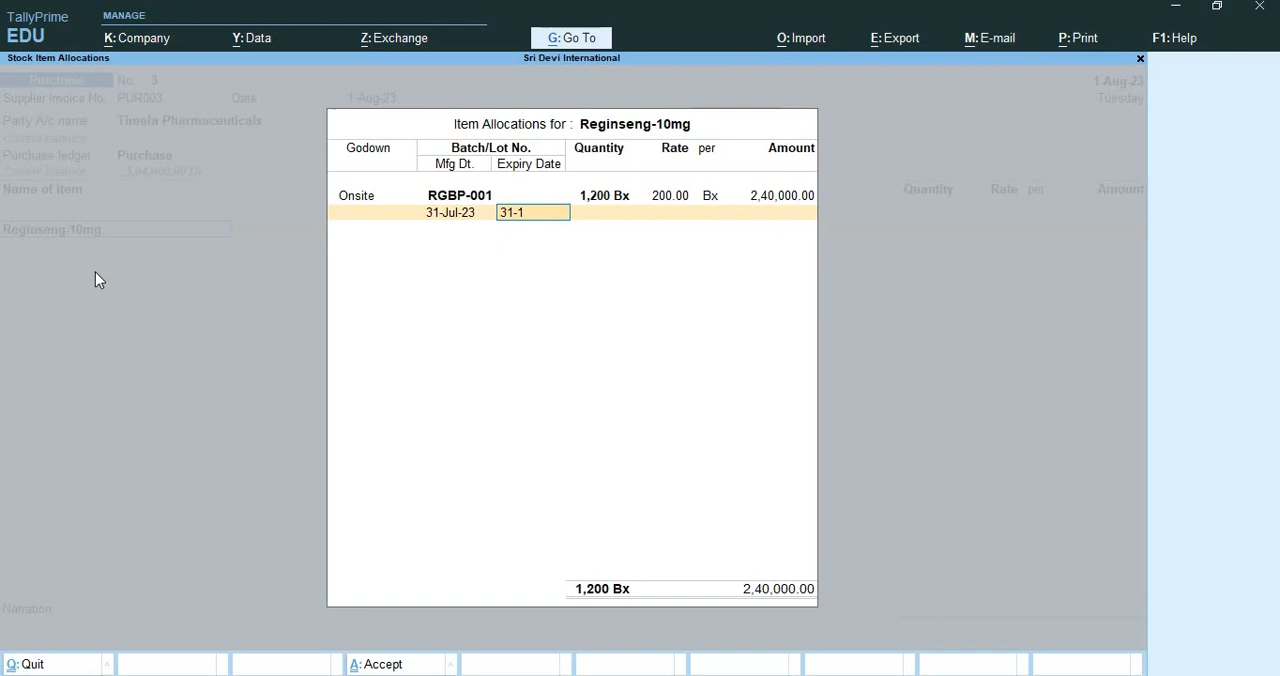 TallyPrime
EDU
MANAGE
K: Company
Y: Data
Z: Exchange
G: Go To
O: Import
E: Export
M: E-mail
P: Print
F1: Help
Stock Item Allocations
Sri Devi International
Purchase No. 3
1-Aug-23
Supplier Invoice No. PUR003 Date 1-Aug-23
Tuesday
Party A/c name Timela Pharmaceuticals
Current balance
Purchase ledger Purchase
Current balance
Name of Item
Quantity Rate per Amount
Reginseng-10mg
Item Allocations for : Reginseng-10mg
Godown Batch/Lot No. Quantity Rate per Amount
Mfg Dt. Expiry Date
Onsite RGBP-001 1,200 Bx 200.00 Bx 2,40,000.00
31-Jul-23 31-1
1,200 Bx 2,40,000.00
Narration
Q: Quit
A: Accept